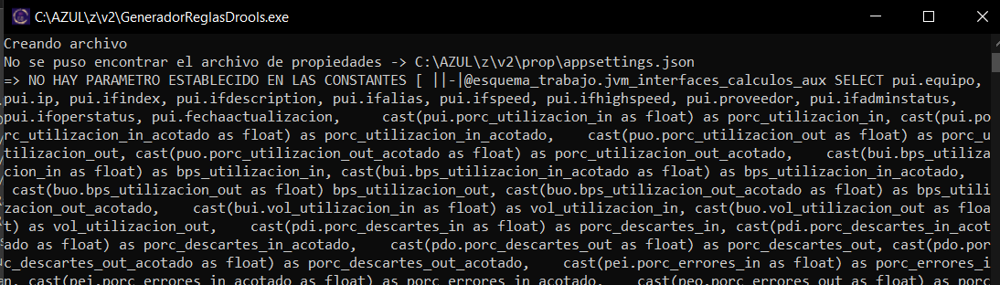 C:\AZUL\z\v2\GeneradorReglasDrools.exe
Creando archivo
No se puso encontrar el archivo de propiedades -> C:\AZUL\z\v2\prop\appsettings.json
=> NO HAY PARAMETRO ESTABLECIDO EN LAS CONSTANTES [ ||-|@esquema_trabajo.jvm_interfaces_calculos_aux SELECT pui.equipo,
pui.ip, pui.ifindex, pui.ifdescription, pui.ifalias, pui.ifspeed, pui.ifhighspeed, pui.proveedor, pui.ifadminstatus,
pui.ifoperstatus, pui.fechaactualizacion,    cast(pui.porc_utilizacion_in as float) as porc_utilizacion_in, cast(pui.po
rc_utilizacion_in_acotado as float) as porc_utilizacion_in_acotado,    cast(puo.porc_utilizacion_out as float) as porc_u
tilizacion_out, cast(puo.porc_utilizacion_out_acotado as float) as porc_utilizacion_out_acotado,    cast(bui.bps_utiliza
cion_in as float) as bps_utilizacion_in, cast(bui.bps_utilizacion_in_acotado as float) as bps_utilizacion_in_acotado,
 cast(buo.bps_utilizacion_out as float) bps_utilizacion_out, cast(buo.bps_utilizacion_out_acotado as float) as bps_utili
zacion_out_acotado,    cast(bui.vol_utilizacion_in as float) as vol_utilizacion_in, cast(buo.vol_utilizacion_out as floa
t) as vol_utilizacion_out,    cast(pdi.porc_descartes_in as float) as porc_descartes_in, cast(pdi.porc_descartes_in_acot
ado as float) as porc_descartes_in_acotado,    cast(pdo.porc_descartes_out as float) as porc_descartes_out, cast(pdo.por
c_descartes_out_acotado as float) as porc_descartes_out_acotado,    cast(pei.porc_errores_in as float) as porc_errores_i
n, cast(pei.porc_errores_in_acotado as float) as porc_errores_in_acotado,    cast(peo.porc_errores_out as float) as porc